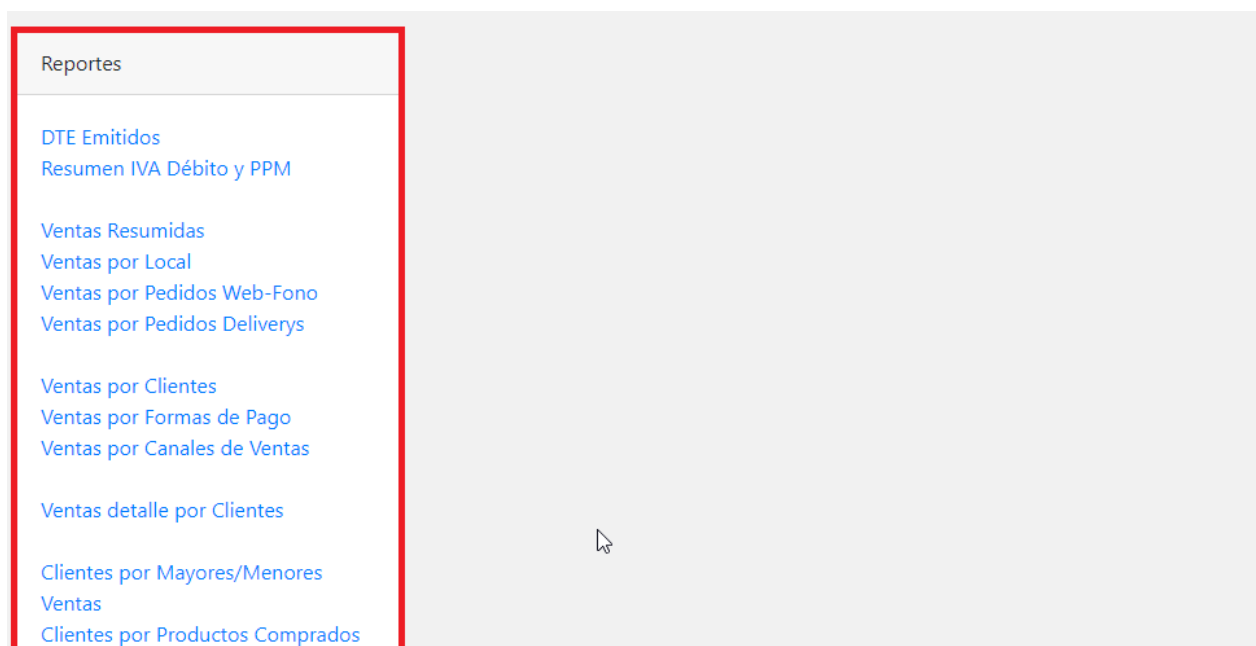 Reportes
DTE Emitidos
Resumen IVA Débito y PPM
Ventas Resumidas
Ventas por Local
Ventas por Pedidos Web-Fono
Ventas por Pedidos Deliverys
Ventas por Clientes
Ventas por Formas de Pago
Ventas por Canales de Ventas
Ventas detalle por Clientes
Clientes por Mayores/Menores
Ventas
Clientes por Productos Comprados